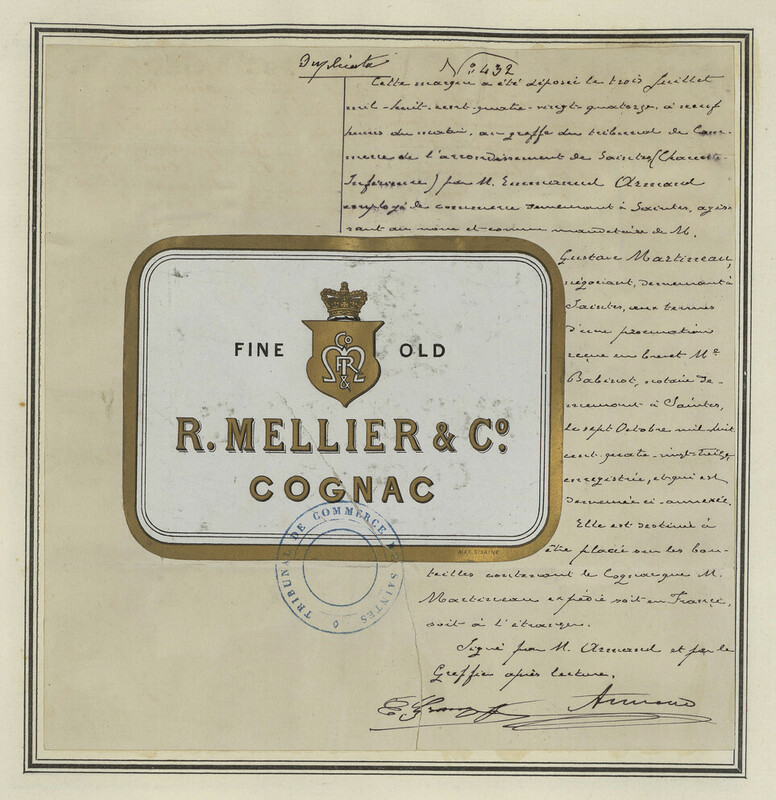 Duplicata
N° 432
Cette marque a été déposée le trois Juillet
mil-huit-cent-quatre-vingt-quatorze, à neuf
heures du matin, au greffe du tribunal de Com-
merce de l'arrondissement de Saintes (Charente-
Inférieure) par M. Emmanuel Armand
employé de commerce demeurant à Saintes, agis-
sant au nom et comme mandataire de M.
Gustave Martineau,
négociant, demeurant à
Saintes, aux termes
d'une procuration
reçue en brevet Me
Babinot, notaire de-
meurant à Saintes,
le sept Octobre mil huit
cent-quatre-vingt-treize,
enregistrée, et qui est
demeurée ci-annexée.
Elle est destinée à
être placée sur les bou-
teilles contenant le Cognac que M.
Martineau expédie soit en France,
soit à l'étranger.
Signé par M. Armand et par le
Greffier après lecture.
Armand
FINE OLD
Co
M
R
&
R. MELLIER & Co.
COGNAC
TRIBUNAL DE COMMERCE DE SAINTES